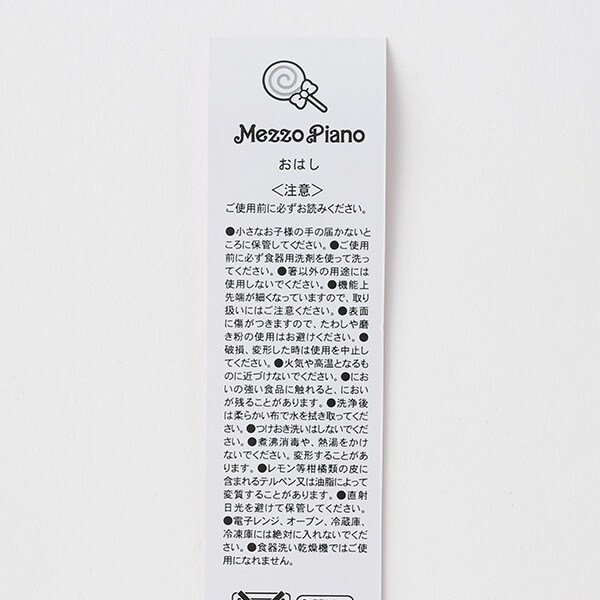 Mezzo Piano
おはし
＜注意＞
ご使用前に必ずお読みください。
●小さなお子様の手の届かないと
ころに保管してください。●ご使用
前に必ず食器用洗剤を使って洗っ
てください。●箸以外の用途には
使用しないでください。●機能上
先端が細くなっていますので、取り
扱いにはご注意ください。●表面
に傷がつきますので、たわしや磨
き粉の使用はお避けください。●
破損、変形した時は使用を中止し
てください。●火気や高温となるも
のに近づけないでください。●にお
いの強い食品に触れると、におい
が残ることがあります。●洗浄後
は柔らかい布で水を拭き取ってくだ
さい。●つけおき洗いはしないでくだ
さい。●煮沸消毒や、熱湯をかけ
ないでください。変形することがあ
ります。●レモン等柑橘類の皮に
含まれるテルペン又は油脂によって
変質することがあります。●直射
日光を避けて保管してください。
●電子レンジ、オーブン、冷蔵庫、
冷凍庫には絶対に入れないでくだ
さい。●食器洗い乾燥機ではご使
用になれません。